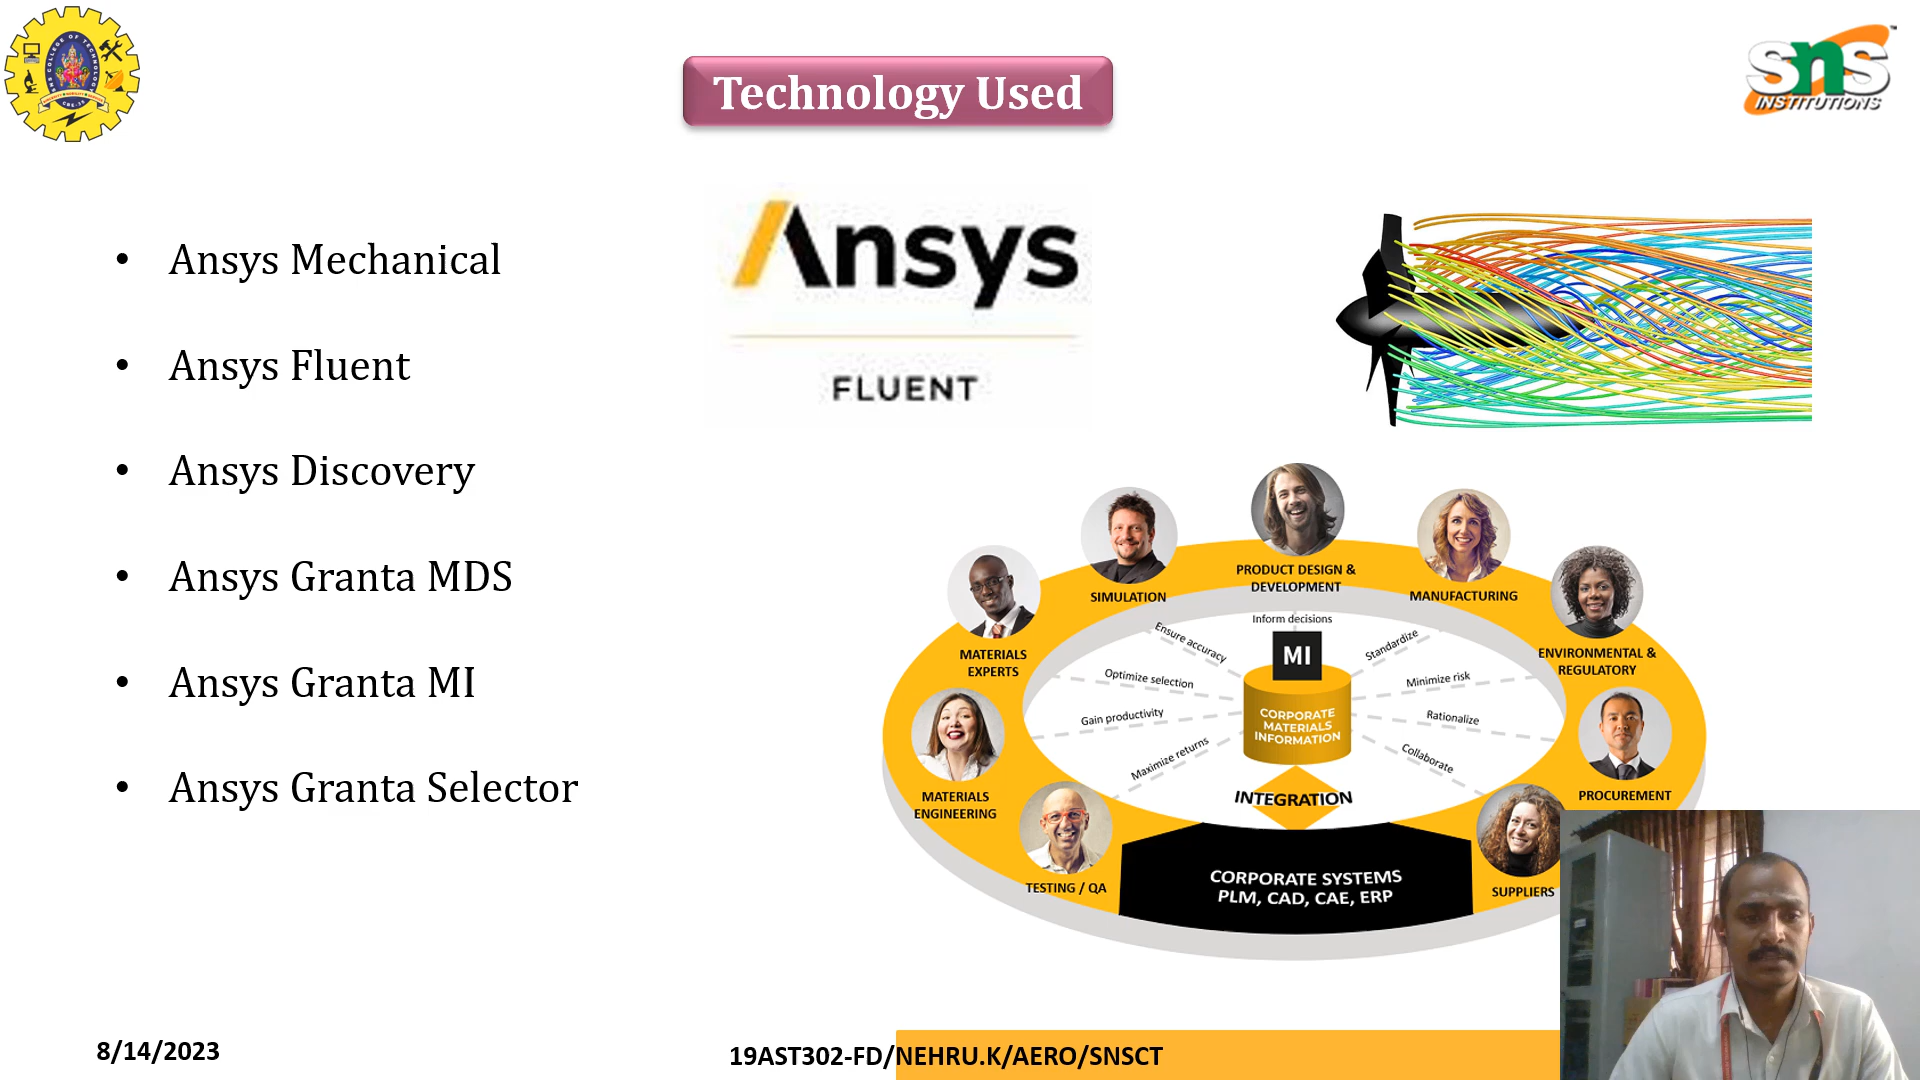 Technology Used
SNS
INSTITUTIONS
Ansys
FLUENT
• Ansys Mechanical
• Ansys Fluent
• Ansys Discovery
• Ansys Granta MDS
• Ansys Granta MI
• Ansys Granta Selector
PRODUCT DESIGN &
DEVELOPMENT
SIMULATION
MANUFACTURING
MATERIALS
EXPERTS
ENVIRONMENTAL &
REGULATORY
MATERIALS
ENGINEERING
PROCUREMENT
TESTING / QA
SUPPLIERS
Inform decisions
Ensure accuracy
Standardize
Optimize selection
Minimize risk
Gain productivity
Rationalize
Maximize returns
Collaborate
MI
CORPORATE
MATERIALS
INFORMATION
INTEGRATION
CORPORATE SYSTEMS
PLM, CAD, CAE, ERP
8/14/2023
19AST302-FD/NEHRU.K/AERO/SNSCT